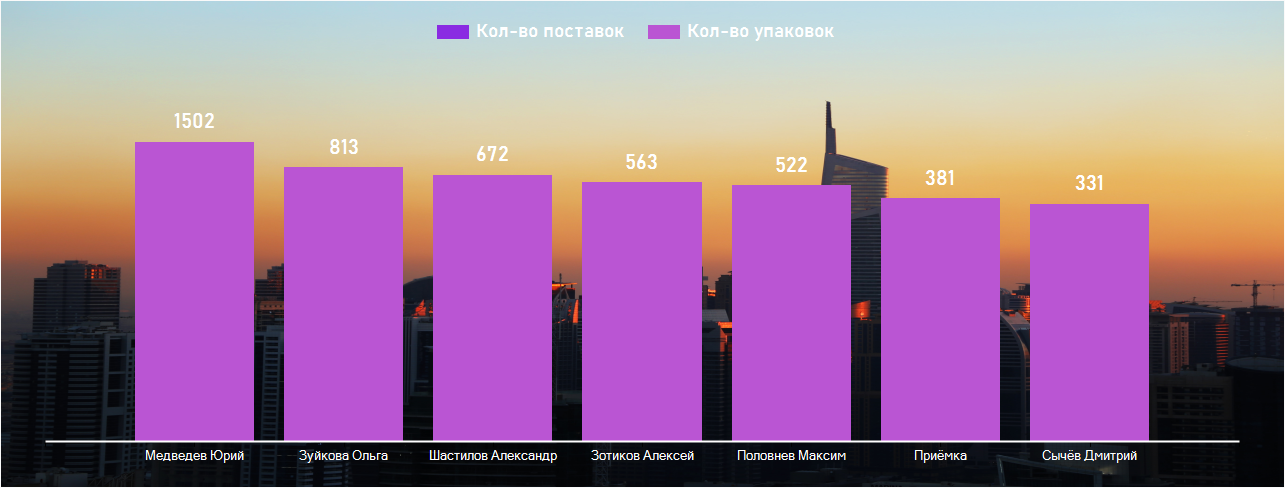 Кол-во поставок Кол-во упаковок
1502 813 672 563 522 381 331
Медведев Юрий Зуйкова Ольга Шастилов Александр Зотиков Алексей Половнев Максим Приёмка Сычёв Дмитрий